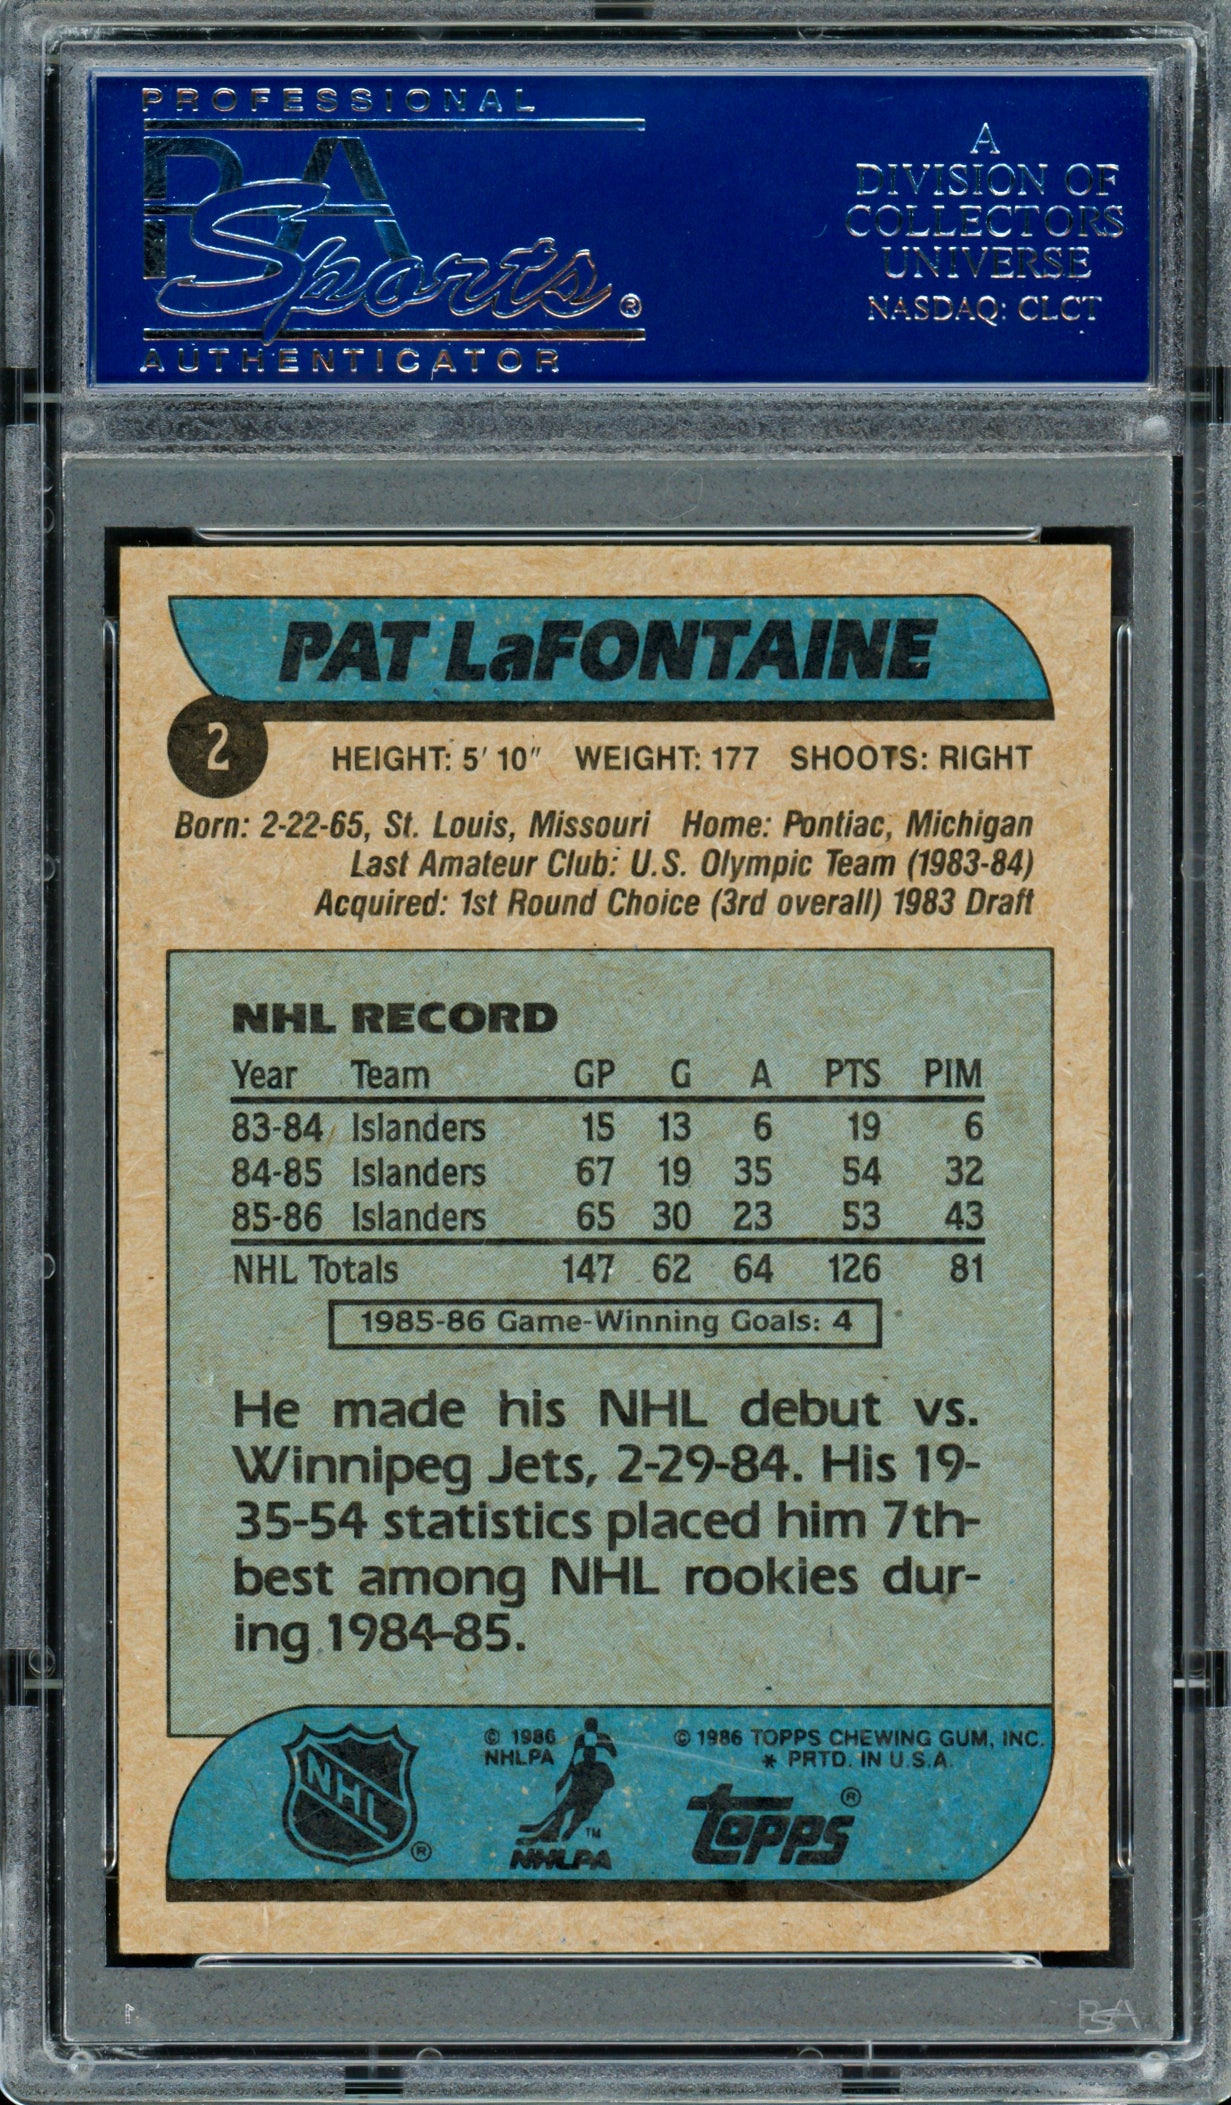 PROFESSIONAL
PSA
Sports®
AUTHENTICATOR
A
DIVISION OF
COLLECTORS
UNIVERSE
NASDAQ: CLCT
PAT LaFONTAINE
2
HEIGHT: 5' 10" WEIGHT: 177 SHOOTS: RIGHT
Born: 2-22-65, St. Louis, Missouri Home: Pontiac, Michigan
Last Amateur Club: U.S. Olympic Team (1983-84)
Acquired: 1st Round Choice (3rd overall) 1983 Draft
NHL RECORD
Year Team GP G A PTS PIM
83-84 Islanders 15 13 6 19 6
84-85 Islanders 67 19 35 54 32
85-86 Islanders 65 30 23 53 43
NHL Totals 147 62 64 126 81
1985-86 Game-Winning Goals: 4
He made his NHL debut vs.
Winnipeg Jets, 2-29-84. His 19-
35-54 statistics placed him 7th-
best among NHL rookies dur-
ing 1984-85.
NHL ®
© 1986
NHLPA
TM
NHLPA
© 1986 TOPPS CHEWING GUM, INC.
* PRTD. IN U.S.A.
topps®
PSA